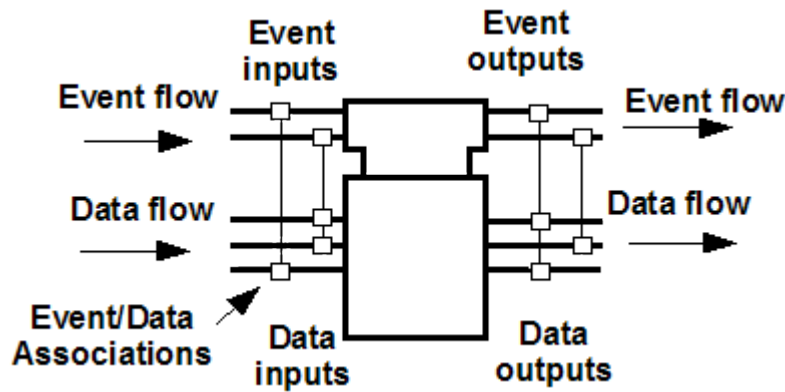 Event
inputs
Event
outputs
Event flow
Event flow
Data flow
Data flow
Event/Data
Associations
Data
inputs
Data
outputs